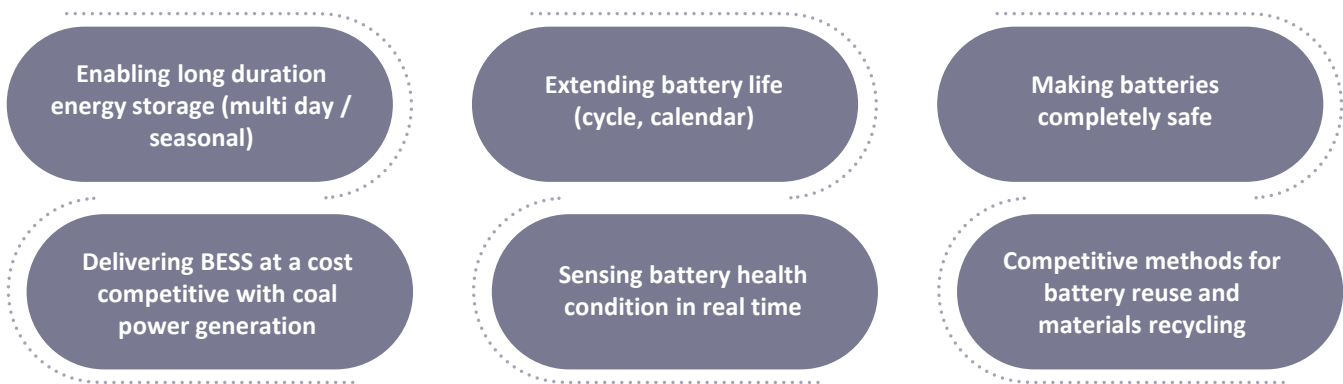 Enabling long duration
energy storage (multi day /
seasonal)
Extending battery life
(cycle, calendar)
Making batteries
completely safe
Delivering BESS at a cost
competitive with coal
power generation
Sensing battery health
condition in real time
Competitive methods for
battery reuse and
materials recycling